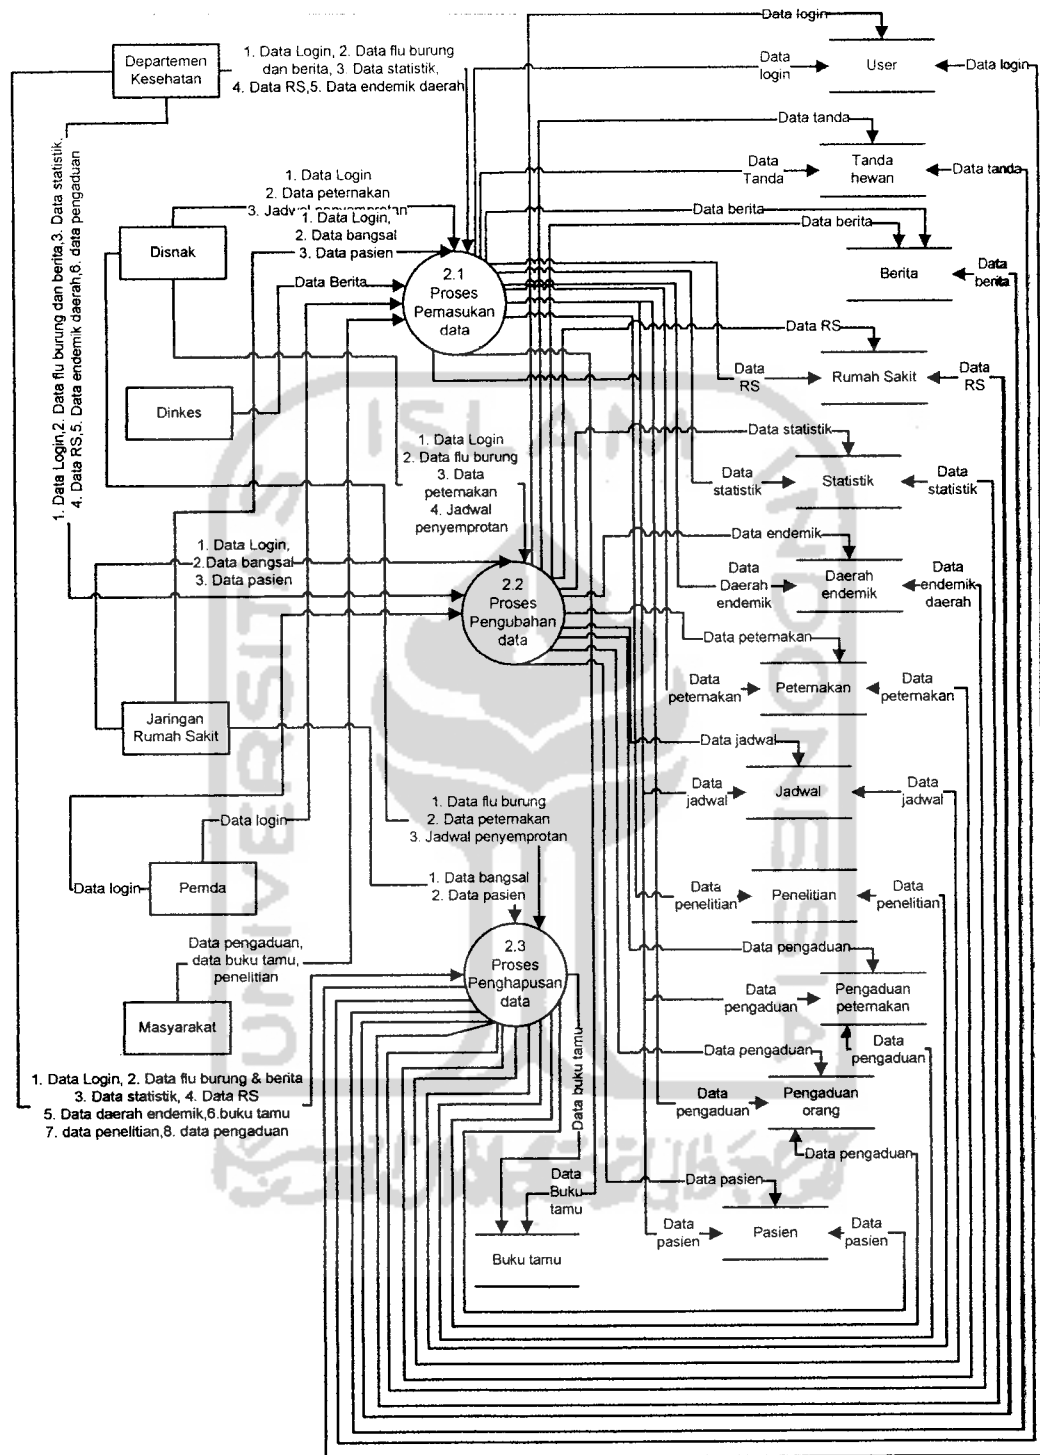 Data login
Departemen
Kesehatan
1. Data Login, 2. Data flu burung
dan berita, 3. Data statistik,
4. Data RS,5. Data endemik daerah
Data
login
User
Data login
1. Data Login,2. Data flu burung dan berita,3. Data statistik,
4. Data RS,5. Data endemik daerah,6. data pengaduan
Data tanda
Data
Tanda
Tanda
hewan
Data tanda
1. Data Login
2. Data peternakan
3. Jadwal penyemprotan
1. Data Login,
2. Data bangsal
3. Data pasien
Data berita
Data berita
Disnak
2.1
Proses
Pemasukan
data
Data Berita
Berita
Data
berita
Data RS
Data
RS
Rumah Sakit
Data
RS
Dinkes
ISLAM
UNIVERSITAS
INDONESIA
1. Data Login
2. Data flu burung
3. Data
peternakan
4. Jadwal
penyemprotan
Data statistik
Data
statistik
Statistik
Data
statistik
1. Data Login,
2.Data bangsal
3. Data pasien
Data endemik
Data
Daerah
endemik
Daerah
endemik
Data
endemik
daerah
2.2
Proses
Pengubahan
data
Data peternakan
Data
peternakan
Peternakan
Data
peternakan
Jaringan
Rumah Sakit
Data jadwal
Data
jadwal
Jadwal
Data
jadwal
1. Data flu burung
2. Data peternakan
3. Jadwal penyemprotan
Data login
Data login
Pemda
1. Data bangsal
2. Data pasien
Data
penelitian
Penelitian
Data
penelitian
Data pengaduan,
data buku tamu,
penelitian
2.3
Proses
Penghapusan
data
Data pengaduan
Data
pengaduan
Pengaduan
peternakan
Data
pengaduan
Masyarakat
Data buku tamu
1. Data Login, 2. Data flu burung & berita
3. Data statistik, 4. Data RS
5. Data daerah endemik,6.buku tamu
7. data penelitian,8. data pengaduan
Data pengaduan
Data
pengaduan
Pengaduan
orang
Data pengaduan
Data
Buku
tamu
Data pasien
Data
pasien
Pasien
Data
pasien
Buku tamu